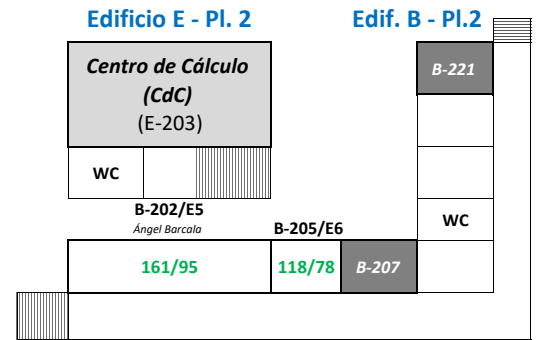 Edificio E - Pl. 2
Edif. B - Pl.2
Centro de Cálculo
(CdC)
(E-203)
B-221
WC
B-202/E5
Ángel Barcala
B-205/E6
WC
161/95
118/78
B-207